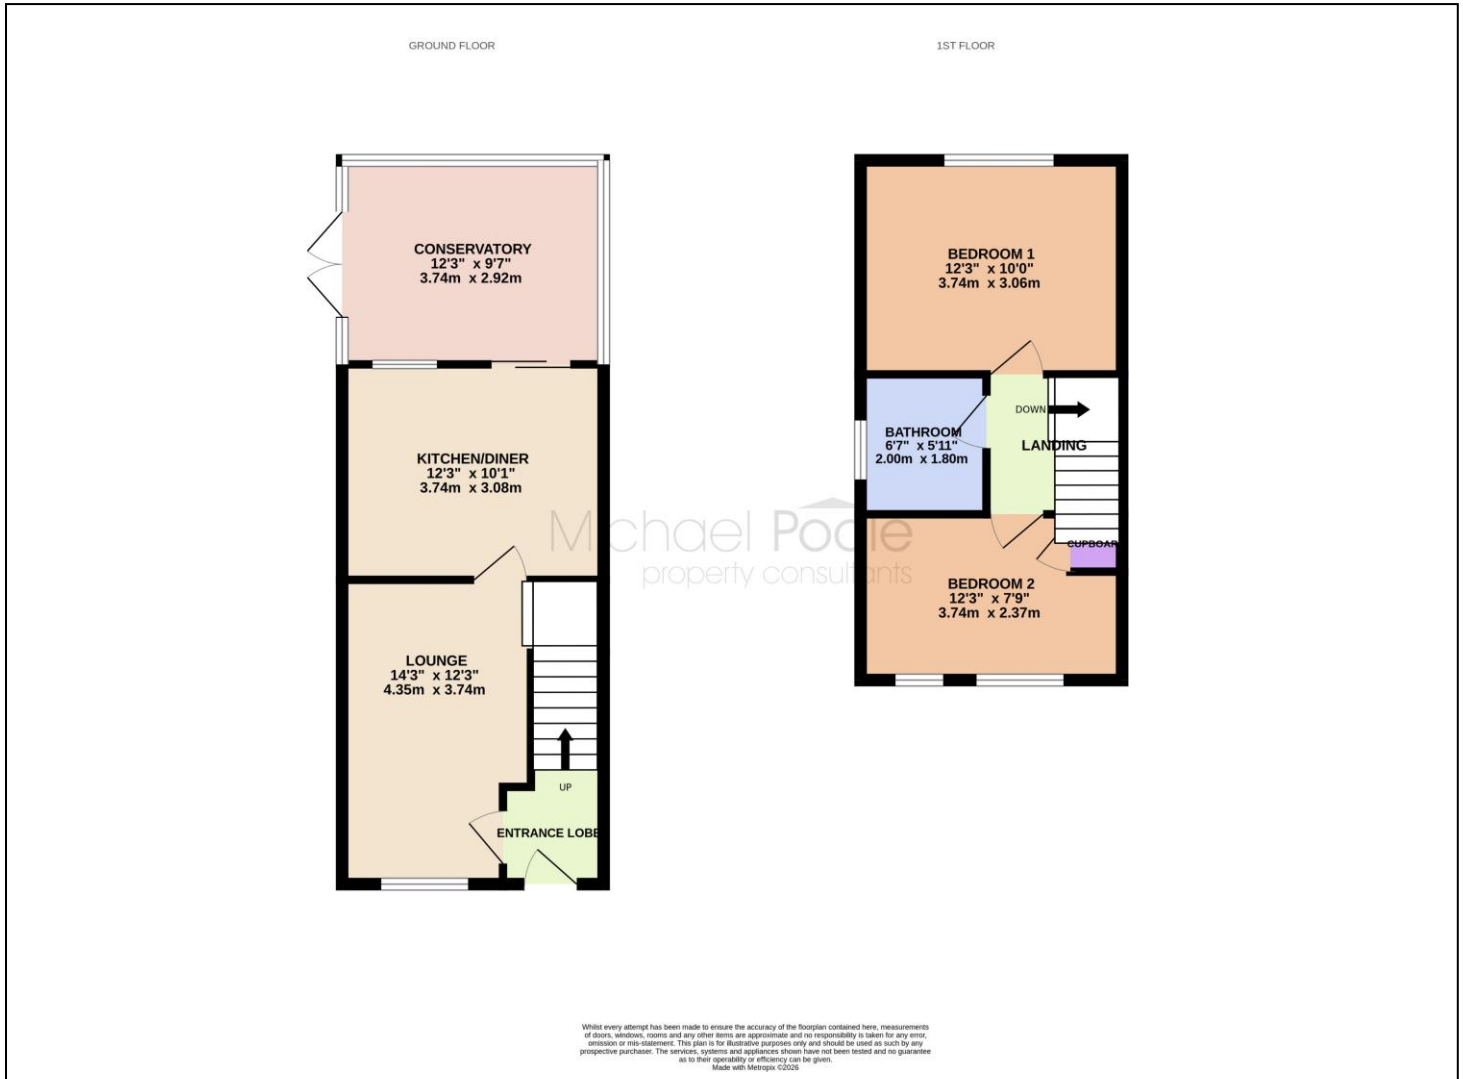 GROUND FLOOR
1ST FLOOR
CONSERVATORY
12'3" x 9'7"
3.74m x 2.92m
KITCHEN/DINER
12'3" x 10'1"
3.74m x 3.08m
LOUNGE
14'3" x 12'3"
4.35m x 3.74m
UP
ENTRANCE LOBB
BEDROOM 1
12'3" x 10'0"
3.74m x 3.06m
BATHROOM
6'7" x 5'11"
2.00m x 1.80m
DOWN
LANDING
CUPBOAR
BEDROOM 2
12'3" x 7'9"
3.74m x 2.37m
Michael Poole
property consultants
Whilst every attempt has been made to ensure the accuracy of the floorplan contained here, measurements
of doors, windows, rooms and any other items are approximate and no responsibility is taken for any error,
omission or mis-statement. This plan is for illustrative purposes only and should be used as such by any
prospective purchaser. The services, systems and appliances shown have not been tested and no guarantee
as to their operability or efficiency can be given.
Made with Metropix ©2026